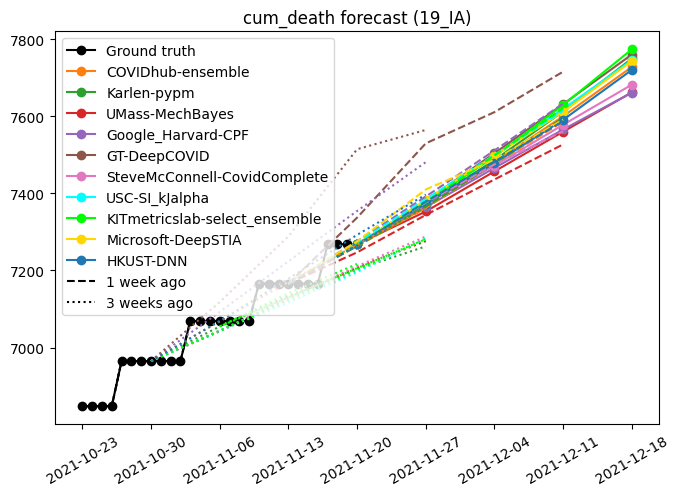 cum_death forecast (19_IA)
7800
7600
7400
7200
7000
Ground truth
COVIDhub-ensemble
Karlen-pypm
UMass-MechBayes
Google_Harvard-CPF
GT-DeepCOVID
SteveMcConnell-CovidComplete
USC-SI_kJalpha
KITmetricslab-select_ensemble
Microsoft-DeepSTIA
HKUST-DNN
1 week ago
3 weeks ago
2021-10-23
2021-10-30
2021-11-06
2021-11-13
2021-11-20
2021-11-27
2021-12-04
2021-12-11
2021-12-18